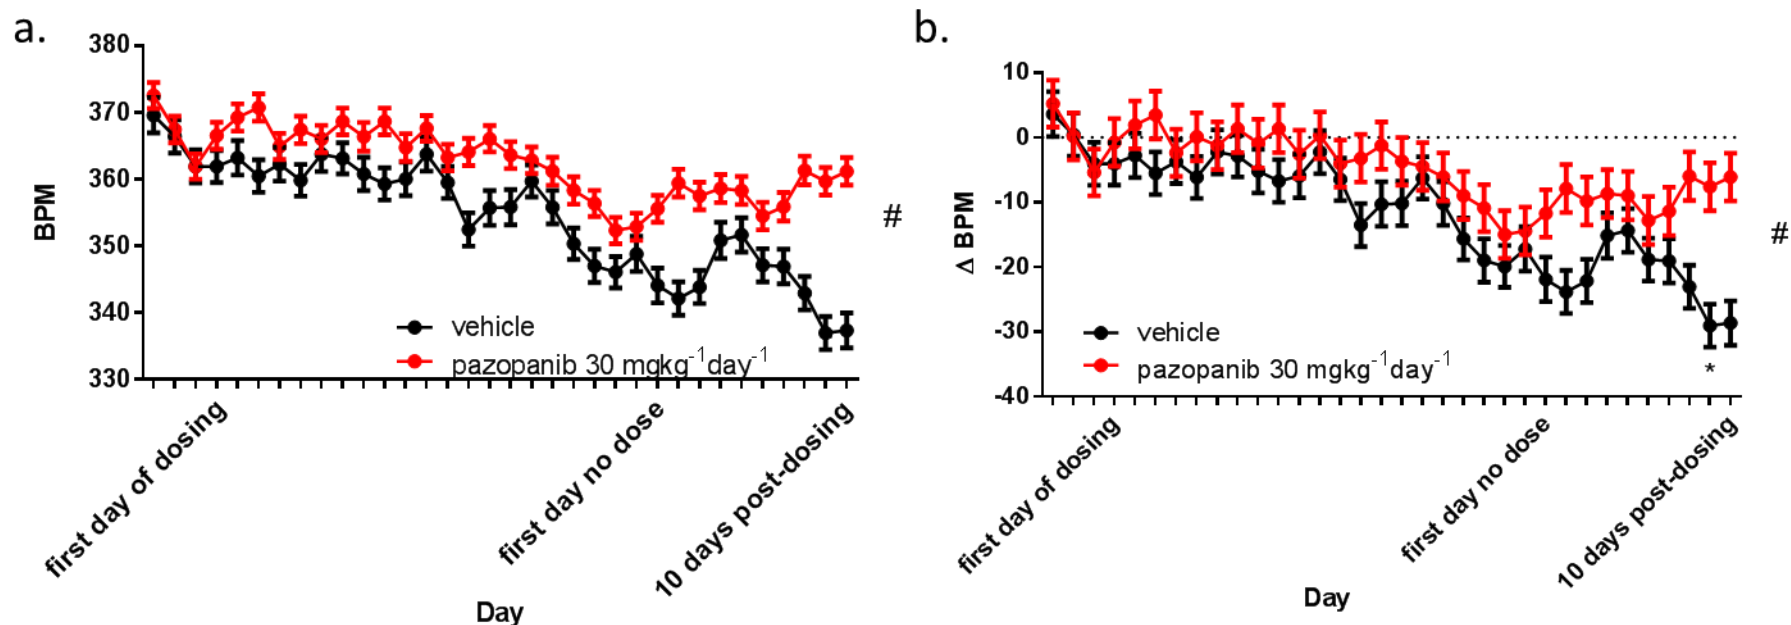 a.
380
370
360
350
340
330
BPM
vehicle
pazopanib 30 mgkg⁻¹day⁻¹
#
first day of dosing
first day no dose
10 days post-dosing
Day
b.
10
0
-10
-20
-30
-40
Δ BPM
vehicle
pazopanib 30 mgkg⁻¹day⁻¹
*
#
first day of dosing
first day no dose
10 days post-dosing
Day